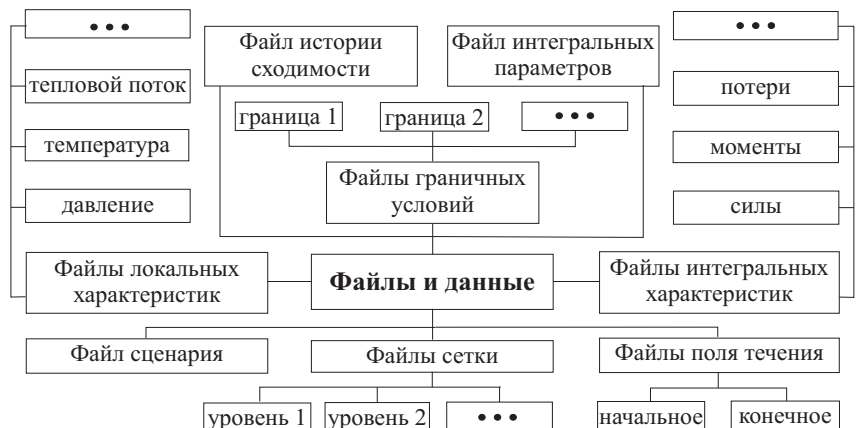 • • •
Файл истории
сходимости
Файл интегральных
параметров
• • •
тепловой поток
потери
граница 1
граница 2
• • •
температура
моменты
Файлы граничных
условий
давление
силы
Файлы локальных
характеристик
Файлы и данные
Файлы интегральных
характеристик
Файл сценария
Файлы сетки
Файлы поля течения
уровень 1
уровень 2
• • •
начальное
конечное